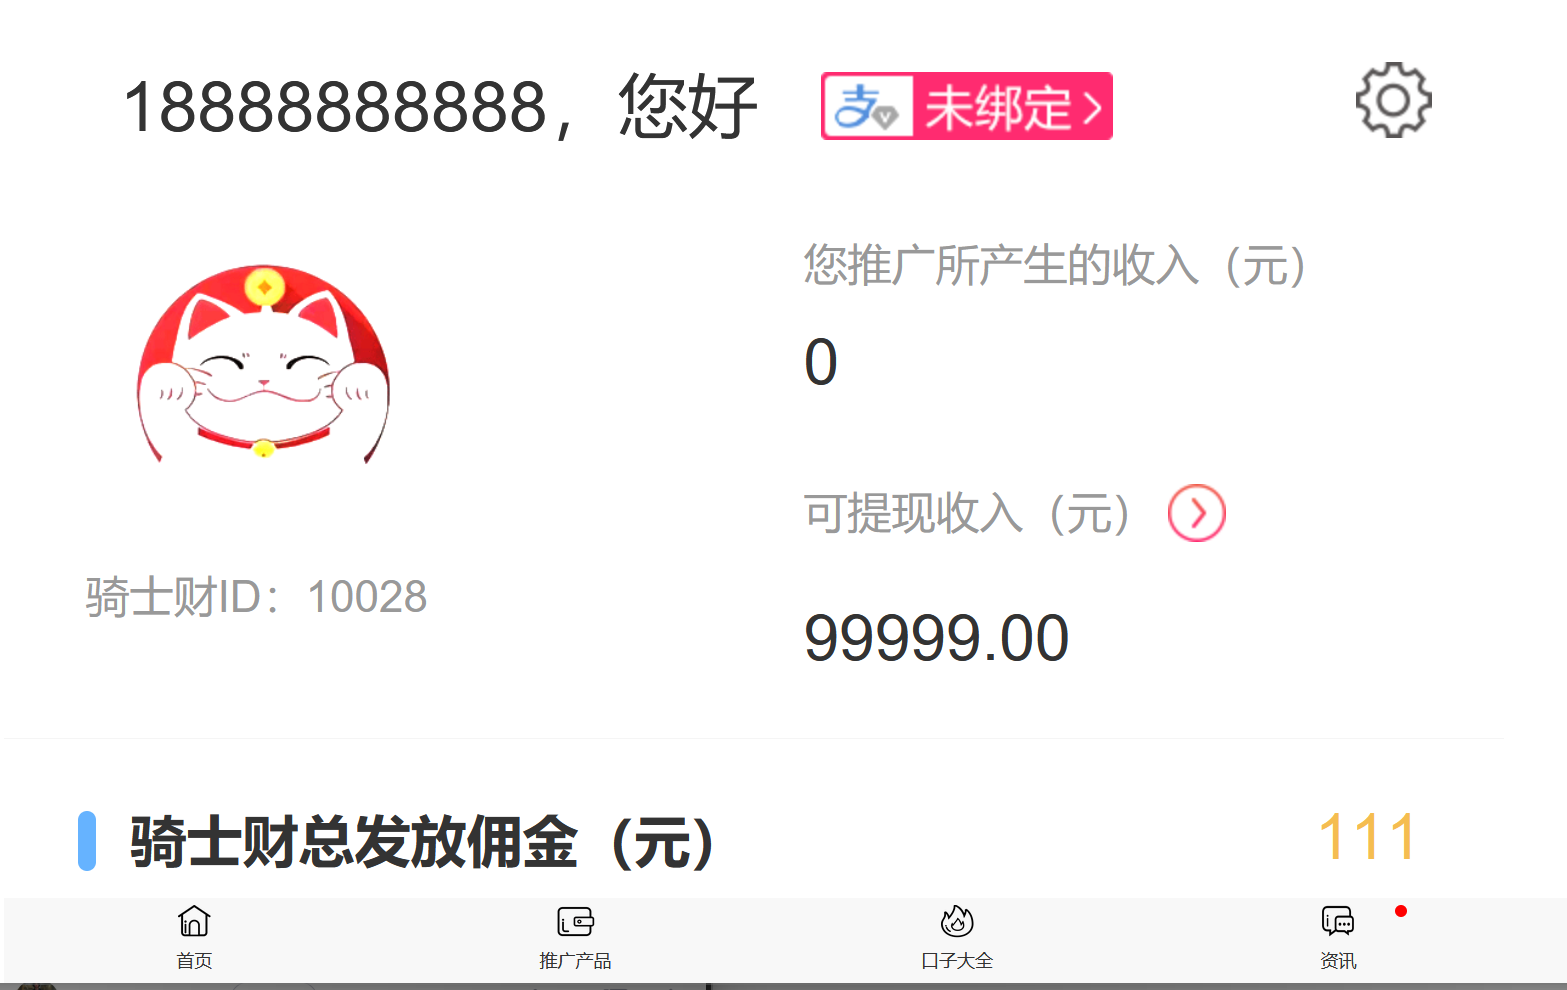 18888888888，您好
支 未绑定
您推广所产生的收入（元）
0
可提现收入（元）
99999.00
骑士财ID：10028
骑士财总发放佣金（元）
111
首页
推广产品
口子大全
资讯